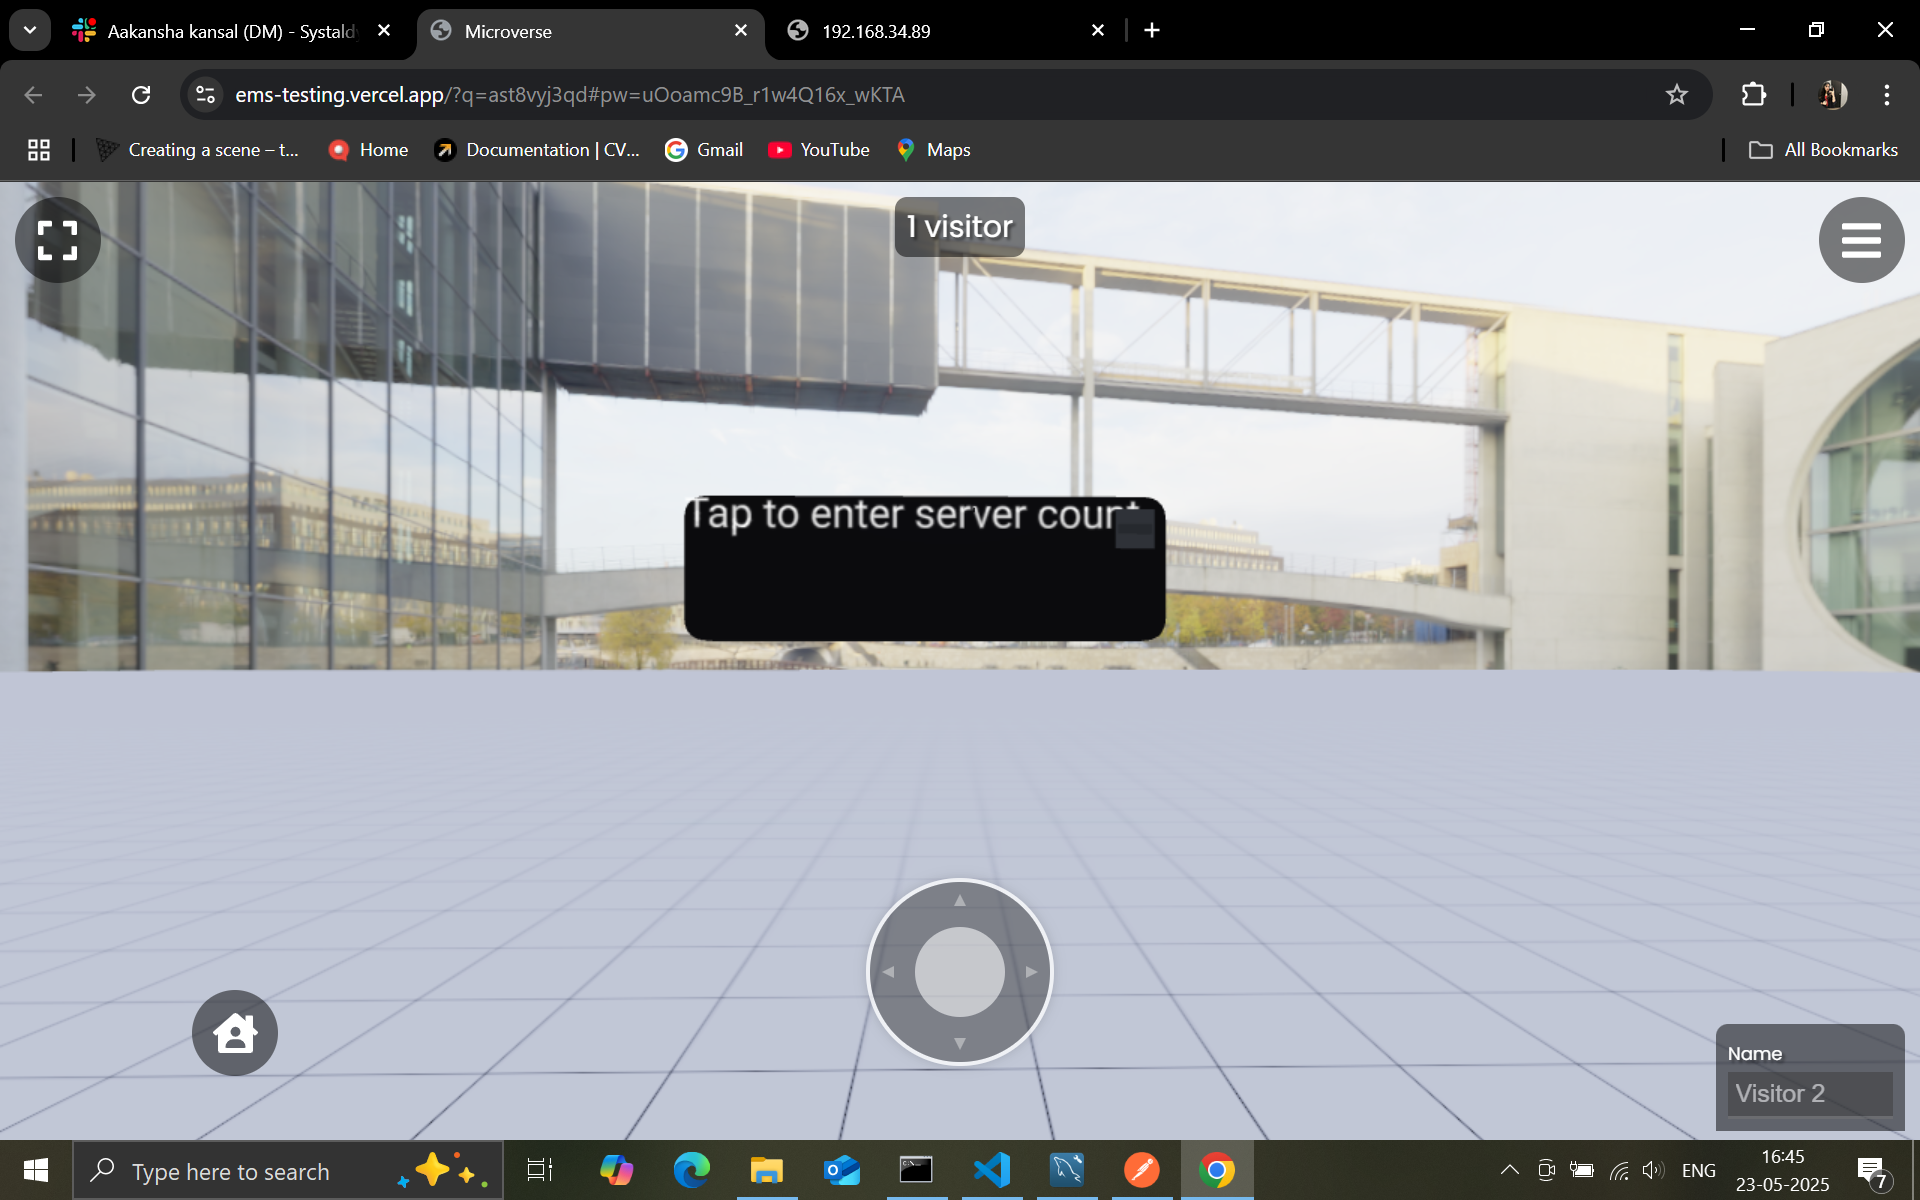 Aakansha kansal (DM) - Systald
Microverse
192.168.34.89
ems-testing.vercel.app/?q=ast8vyj3qd#pw=uOoamc9B_r1w4Q16x_wKTA
Creating a scene – t...
Home
Documentation | CV...
Gmail
YouTube
Maps
All Bookmarks
1 visitor
Tap to enter server count
Name
Visitor 2
Type here to search
ENG
16:45
23-05-2025
7